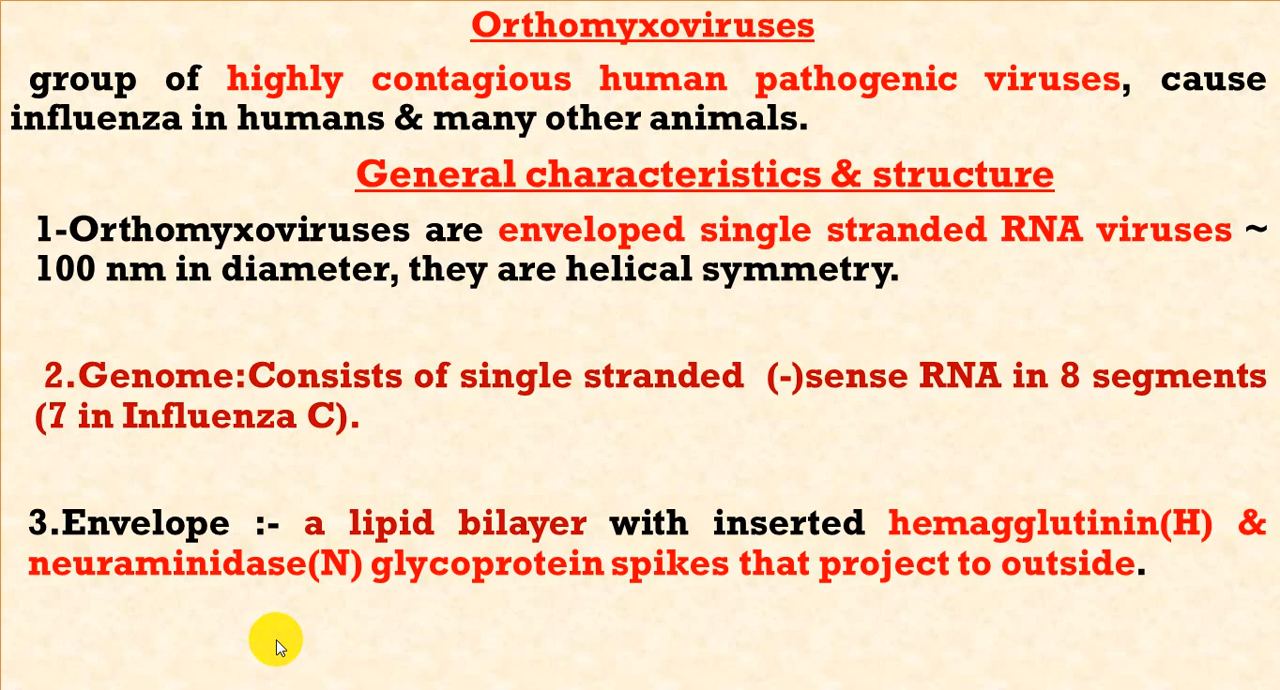 Orthomyxoviruses
group of highly contagious human pathogenic viruses, cause
influenza in humans & many other animals.
General characteristics & structure
1-Orthomyxoviruses are enveloped single stranded RNA viruses ~
100 nm in diameter, they are helical symmetry.
2.Genome:Consists of single stranded (-)sense RNA in 8 segments
(7 in Influenza C).
3.Envelope :- a lipid bilayer with inserted hemagglutinin(H) &
neuraminidase(N) glycoprotein spikes that project to outside.